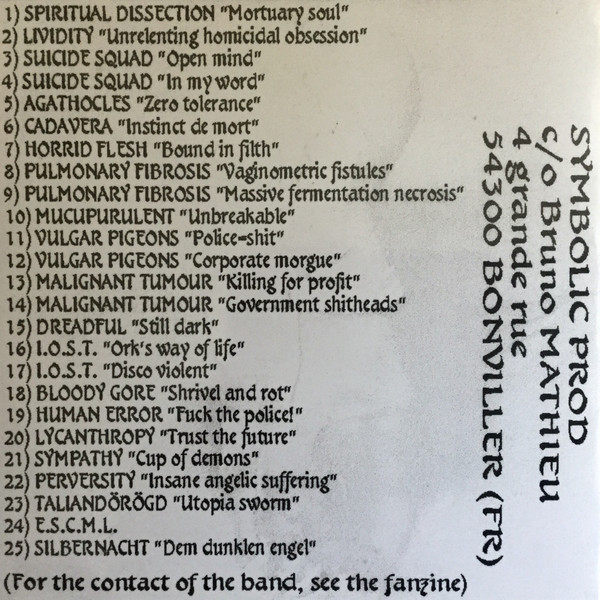 1) SPIRITUAL DISSECTION "Mortuary soul"
2) LIVIDITY "Unrelenting homicidal obsession"
3) SUICIDE SQUAD "Open mind"
4) SUICIDE SQUAD "In my word"
5) AGATHOCLES "Zero tolerance"
6) CADAVERA "Instinct de mort"
7) HORRID FLESH "Bound in filth"
8) PULMONARY FIBROSIS "Vaginometric fistules"
9) PULMONARY FIBROSIS "Massive fermentation necrosis"
10) MUCUPURULENT "Unbreakable"
11) VULGAR PIGEONS "Police-shit"
12) VULGAR PIGEONS "Corporate morgue"
13) MALIGNANT TUMOUR "Killing for profit"
14) MALIGNANT TUMOUR "Government shitheads"
15) DREADFUL "Still dark"
16) I.O.S.T. "Ork's way of life"
17) I.O.S.T. "Disco violent"
18) BLOODY GORE "Shrivel and rot"
19) HUMAN ERROR "Fuck the police!"
20) LYCANTHROPY "Trust the future"
21) SYMPATHY "Cup of demons"
22) PERVERSITY "Insane angelic suffering"
23) TALIANDÖRÖGD "Utopia sworm"
24) E.S.C.M.L.
25) SILBERNACHT "Dem dunklen engel"
(For the contact of the band, see the fanzine)
SYMBOLIC PROD
c/o Bruno MATHIEU
4 grande rue
54300 BONVILLER (FR)